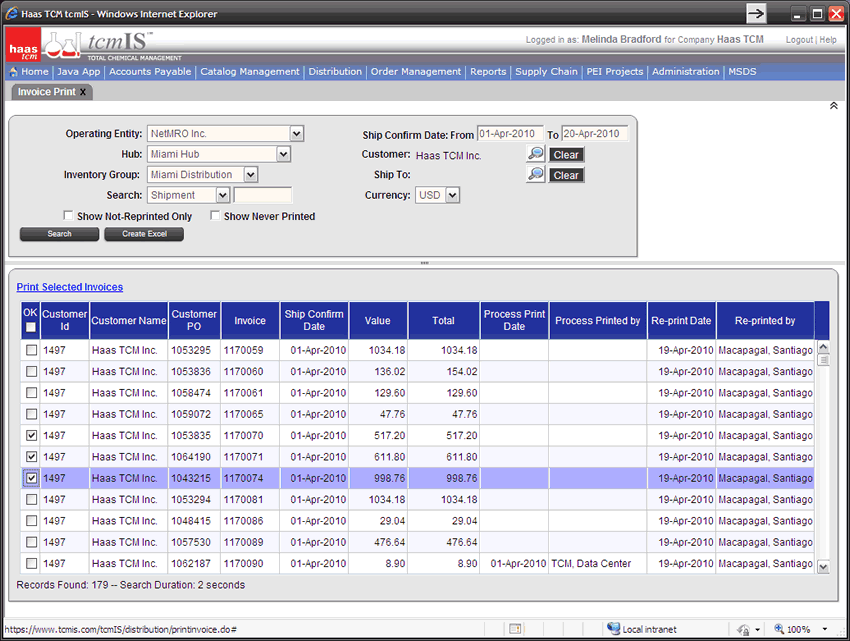 Haas TCM tcmIS - Windows Internet Explorer
haas tcm
tcmIS™
TOTAL CHEMICAL MANAGEMENT
Logged in as: Melinda Bradford for Company Haas TCM
Logout | Help
Home | Java App | Accounts Payable | Catalog Management | Distribution | Order Management | Reports | Supply Chain | PEI Projects | Administration | MSDS
Invoice Print x
Operating Entity: NetMRO Inc. Ship Confirm Date: From 01-Apr-2010 To 20-Apr-2010
Hub: Miami Hub Customer: Haas TCM Inc. Clear
Inventory Group: Miami Distribution Ship To: Clear
Search: Shipment Currency: USD
Show Not-Reprinted Only Show Never Printed
Search Create Excel
Print Selected Invoices
OK Customer Id Customer Name Customer PO Invoice Ship Confirm Date Value Total Process Print Date Process Printed by Re-print Date Re-printed by
1497 Haas TCM Inc. 1053295 1170059 01-Apr-2010 1034.18 1034.18 19-Apr-2010 Macapagal, Santiago
1497 Haas TCM Inc. 1053836 1170060 01-Apr-2010 136.02 154.02 19-Apr-2010 Macapagal, Santiago
1497 Haas TCM Inc. 1058474 1170061 01-Apr-2010 129.60 129.60 19-Apr-2010 Macapagal, Santiago
1497 Haas TCM Inc. 1059072 1170065 01-Apr-2010 47.76 47.76 19-Apr-2010 Macapagal, Santiago
1497 Haas TCM Inc. 1053835 1170070 01-Apr-2010 517.20 517.20 19-Apr-2010 Macapagal, Santiago
1497 Haas TCM Inc. 1064190 1170071 01-Apr-2010 611.80 611.80 19-Apr-2010 Macapagal, Santiago
1497 Haas TCM Inc. 1043215 1170074 01-Apr-2010 998.76 998.76 19-Apr-2010 Macapagal, Santiago
1497 Haas TCM Inc. 1053294 1170081 01-Apr-2010 1034.18 1034.18 19-Apr-2010 Macapagal, Santiago
1497 Haas TCM Inc. 1048415 1170086 01-Apr-2010 29.04 29.04 19-Apr-2010 Macapagal, Santiago
1497 Haas TCM Inc. 1057530 1170089 01-Apr-2010 476.64 476.64 19-Apr-2010 Macapagal, Santiago
1497 Haas TCM Inc. 1062187 1170090 01-Apr-2010 8.90 8.90 01-Apr-2010 TCM, Data Center 19-Apr-2010 Macapagal, Santiago
Records Found: 179 -- Search Duration: 2 seconds
https://www.tcmis.com/tcmIS/distribution/printinvoice.do# Local intranet 100%